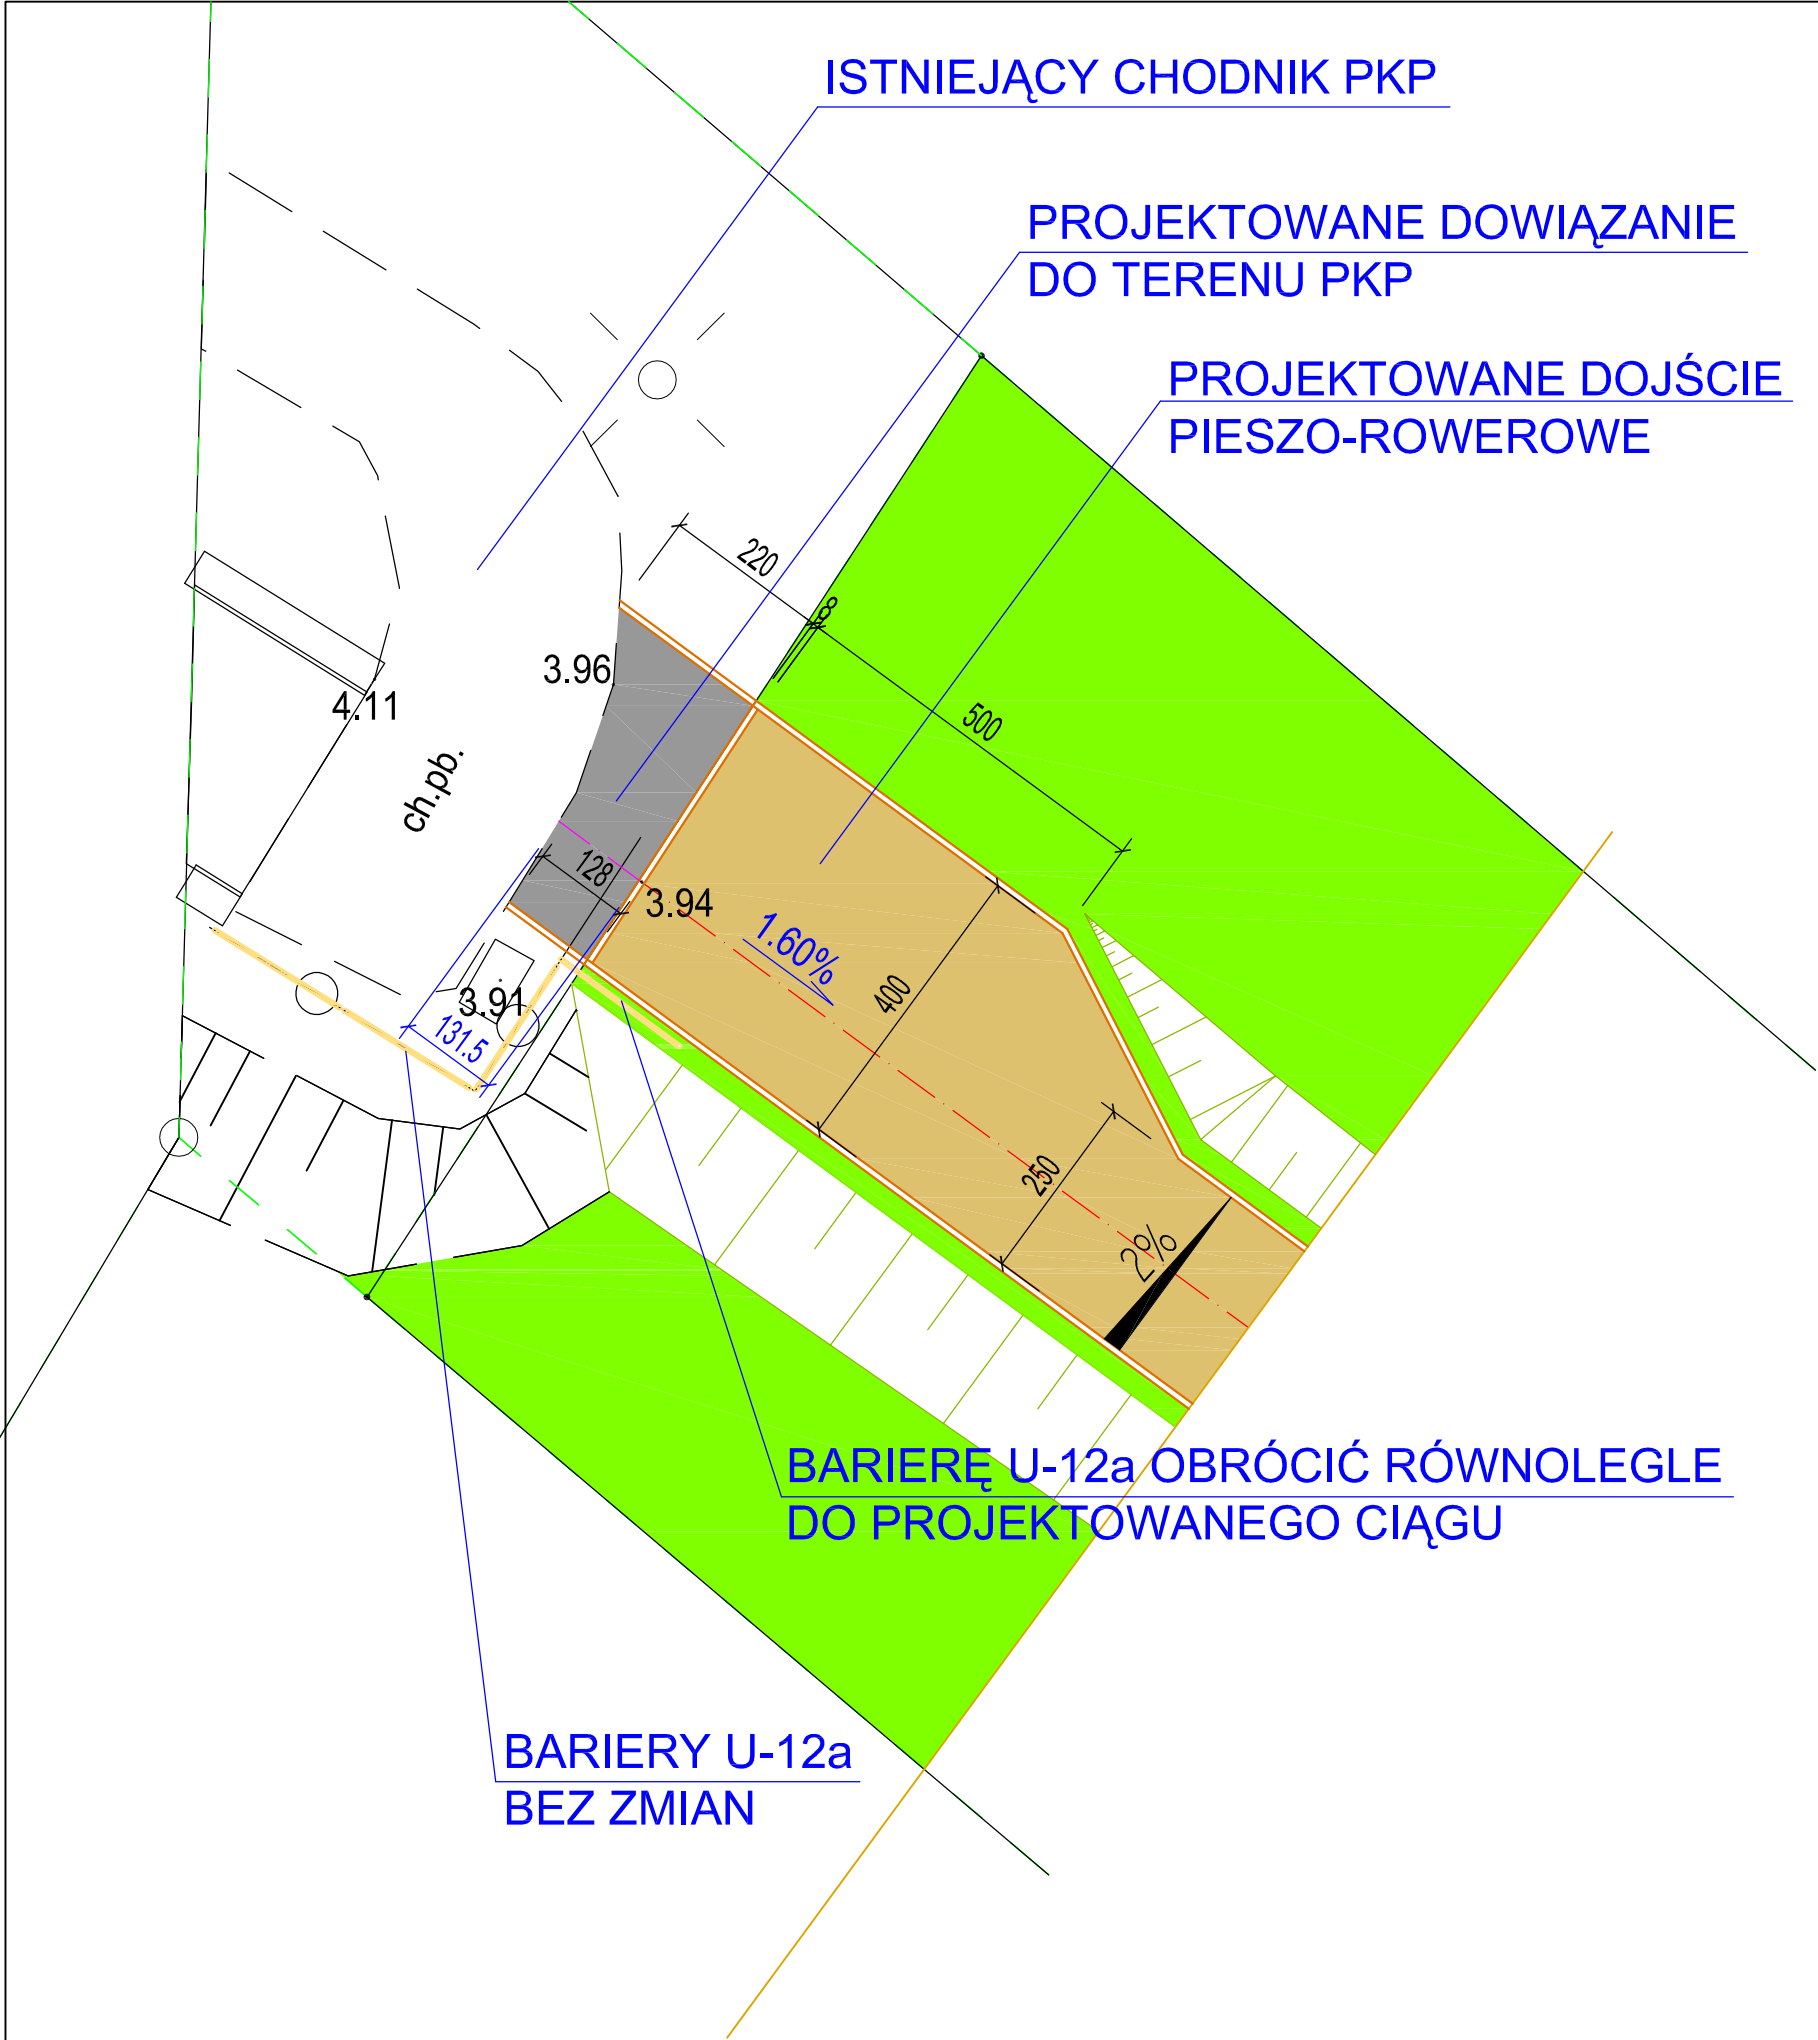 ISTNIEJĄCY CHODNIK PKP
PROJEKTOWANE DOWIĄZANIE
DO TERENU PKP
PROJEKTOWANE DOJŚCIE
PIESZO-ROWEROWE
220
8
3.96
4.11
500
ch.pb.
128
3.94
1.60%
400
3.91
131.5
250
2%
BARIERĘ U-12a OBRÓCIĆ RÓWNOLEGLE
DO PROJEKTOWANEGO CIĄGU
BARIERY U-12a
BEZ ZMIAN